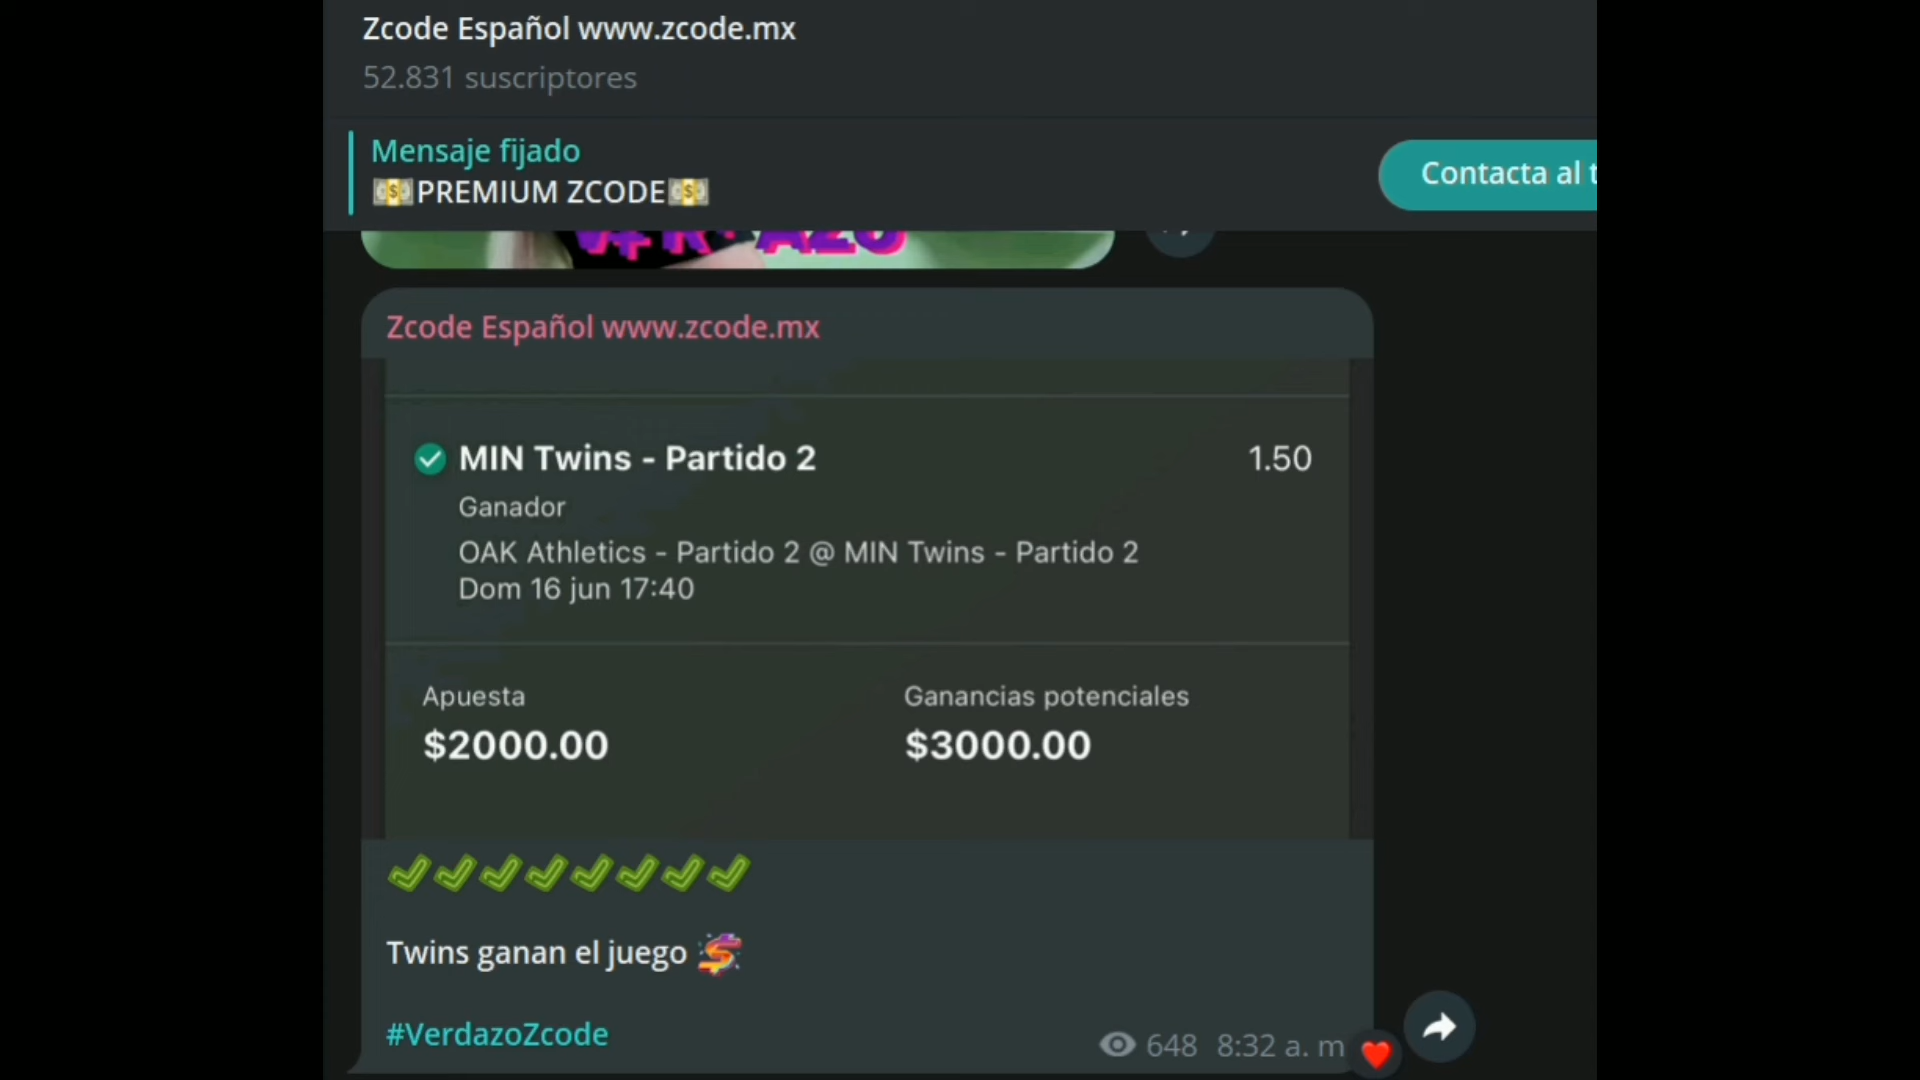 Zcode Español www.zcode.mx
52.831 suscriptores
Mensaje fijado
💵PREMIUM ZCODE💵
Contacta al t
Zcode Español www.zcode.mx
MIN Twins - Partido 2
1.50
Ganador
OAK Athletics - Partido 2 @ MIN Twins - Partido 2
Dom 16 jun 17:40
Apuesta
Ganancias potenciales
$2000.00
$3000.00
Twins ganan el juego
#VerdazoZcode
648 8:32 a. m